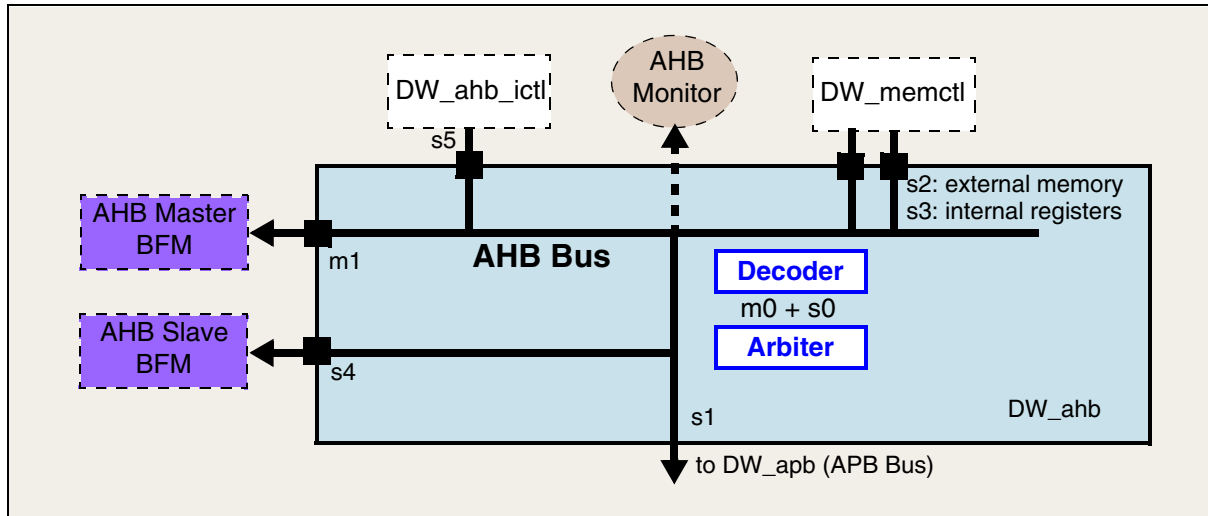 AHB
Monitor
DW_ahb_ictl
DW_memctl
s5
s2: external memory
s3: internal registers
AHB Master
BFM
m1
AHB Bus
Decoder
m0 + s0
Arbiter
AHB Slave
BFM
s4
s1
DW_ahb
to DW_apb (APB Bus)